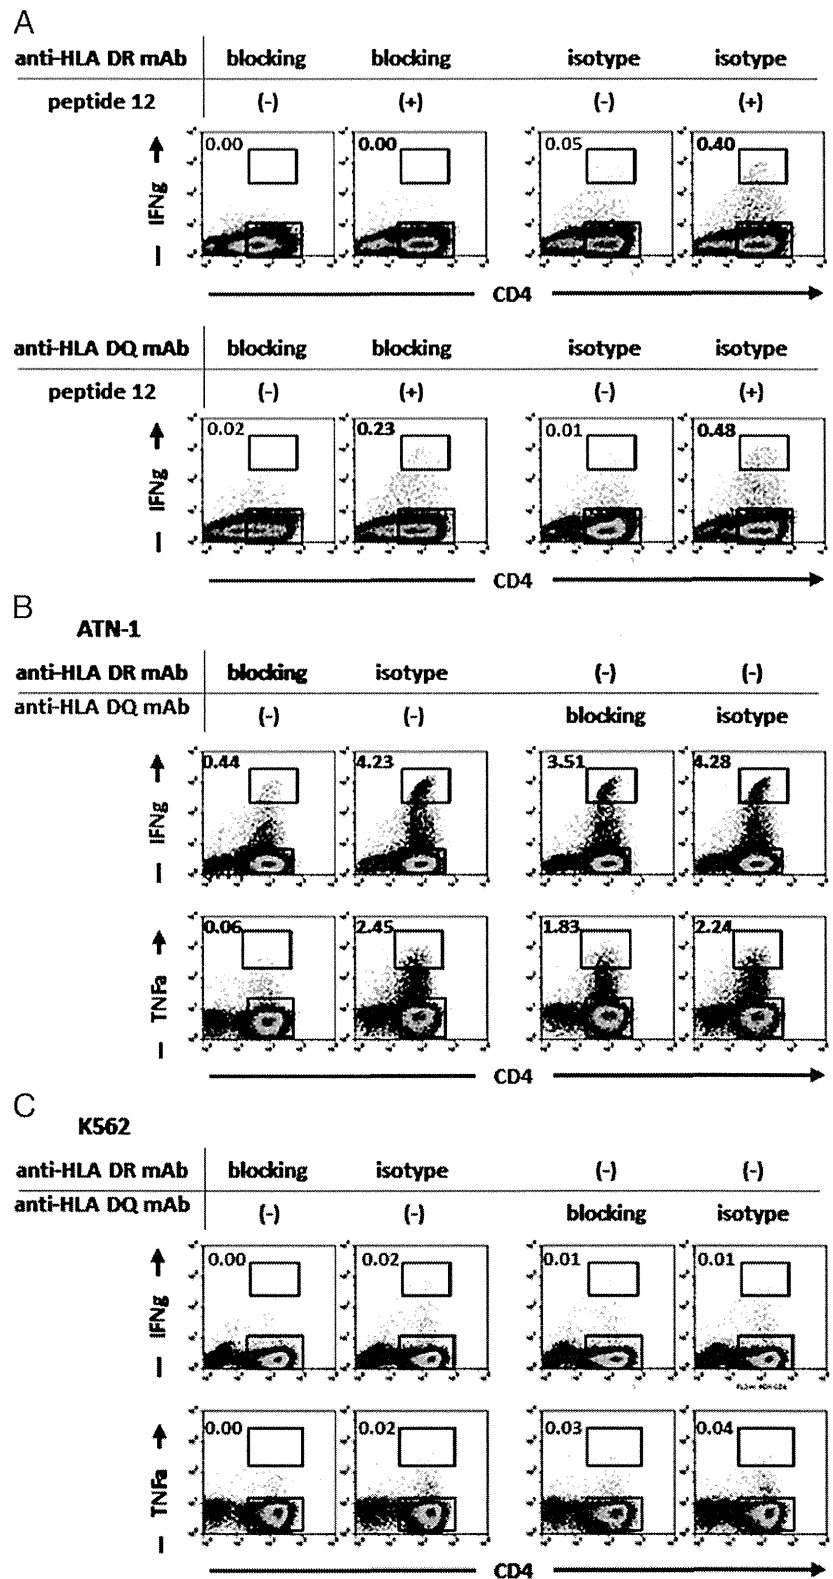 A
anti-HLA DR mAb blocking blocking isotype isotype
peptide 12 (-) (+) (-) (+)
IFNg
0.00 0.00 0.05 0.40
CD4
anti-HLA DQ mAb blocking blocking isotype isotype
peptide 12 (-) (+) (-) (+)
IFNg
0.02 0.23 0.01 0.48
CD4
B
ATN-1
anti-HLA DR mAb blocking isotype (-) (-)
anti-HLA DQ mAb (-) (-) blocking isotype
IFNg
0.44 4.23 3.51 4.28
TNFa
0.06 2.45 1.83 2.24
CD4
C
K562
anti-HLA DR mAb blocking isotype (-) (-)
anti-HLA DQ mAb (-) (-) blocking isotype
IFNg
0.00 0.02 0.01 0.01
TNFa
0.00 0.02 0.03 0.04
CD4